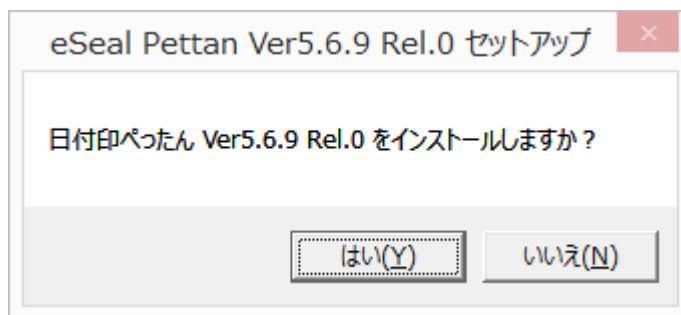 eSeal Pettan Ver5.6.9 Rel.0 セットアップ
日付印ぺったん Ver5.6.9 Rel.0 をインストールしますか？
はい(Y) いいえ(N)